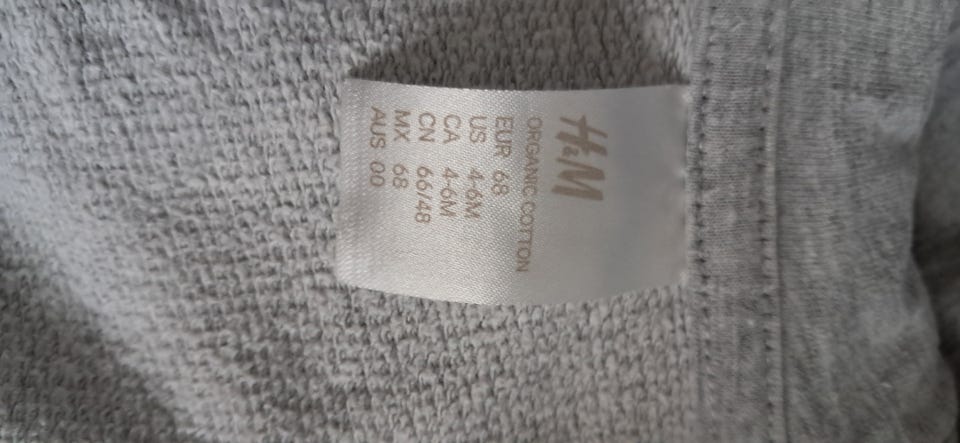 H&M
ORGANIC COTTON
EUR 68
US 4-6M
CA 4-6M
CN 66/48
MX 68
AUS 00